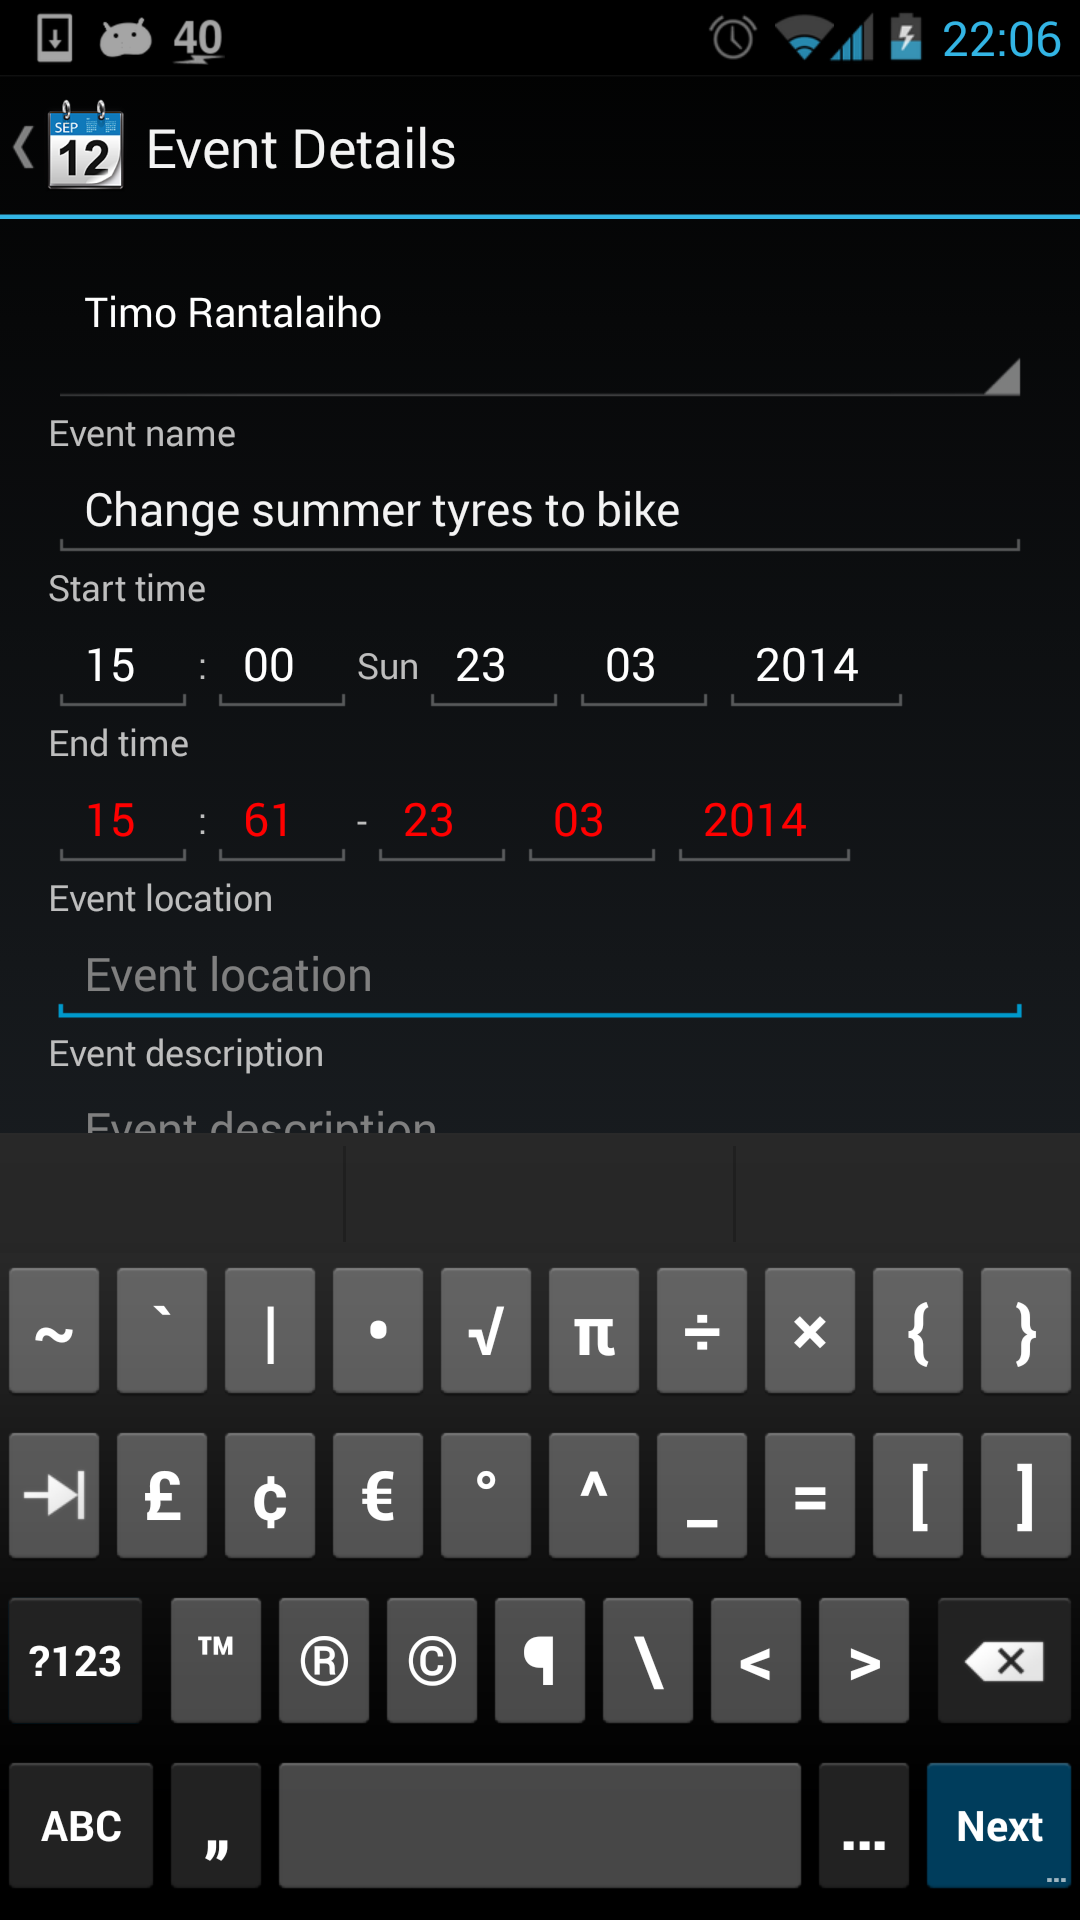 40 22:06
SEP
12 Event Details
Timo Rantalaiho
Event name
Change summer tyres to bike
Start time
15 : 00 Sun 23 03 2014
End time
15 : 61 - 23 03 2014
Event location
Event location
Event description
Event description
~ ` | • √ π ÷ × { }
£ ¢ € ° ^ _ = [ ]
?123 ™ ® © ¶ \ < >
ABC „ ... Next
...